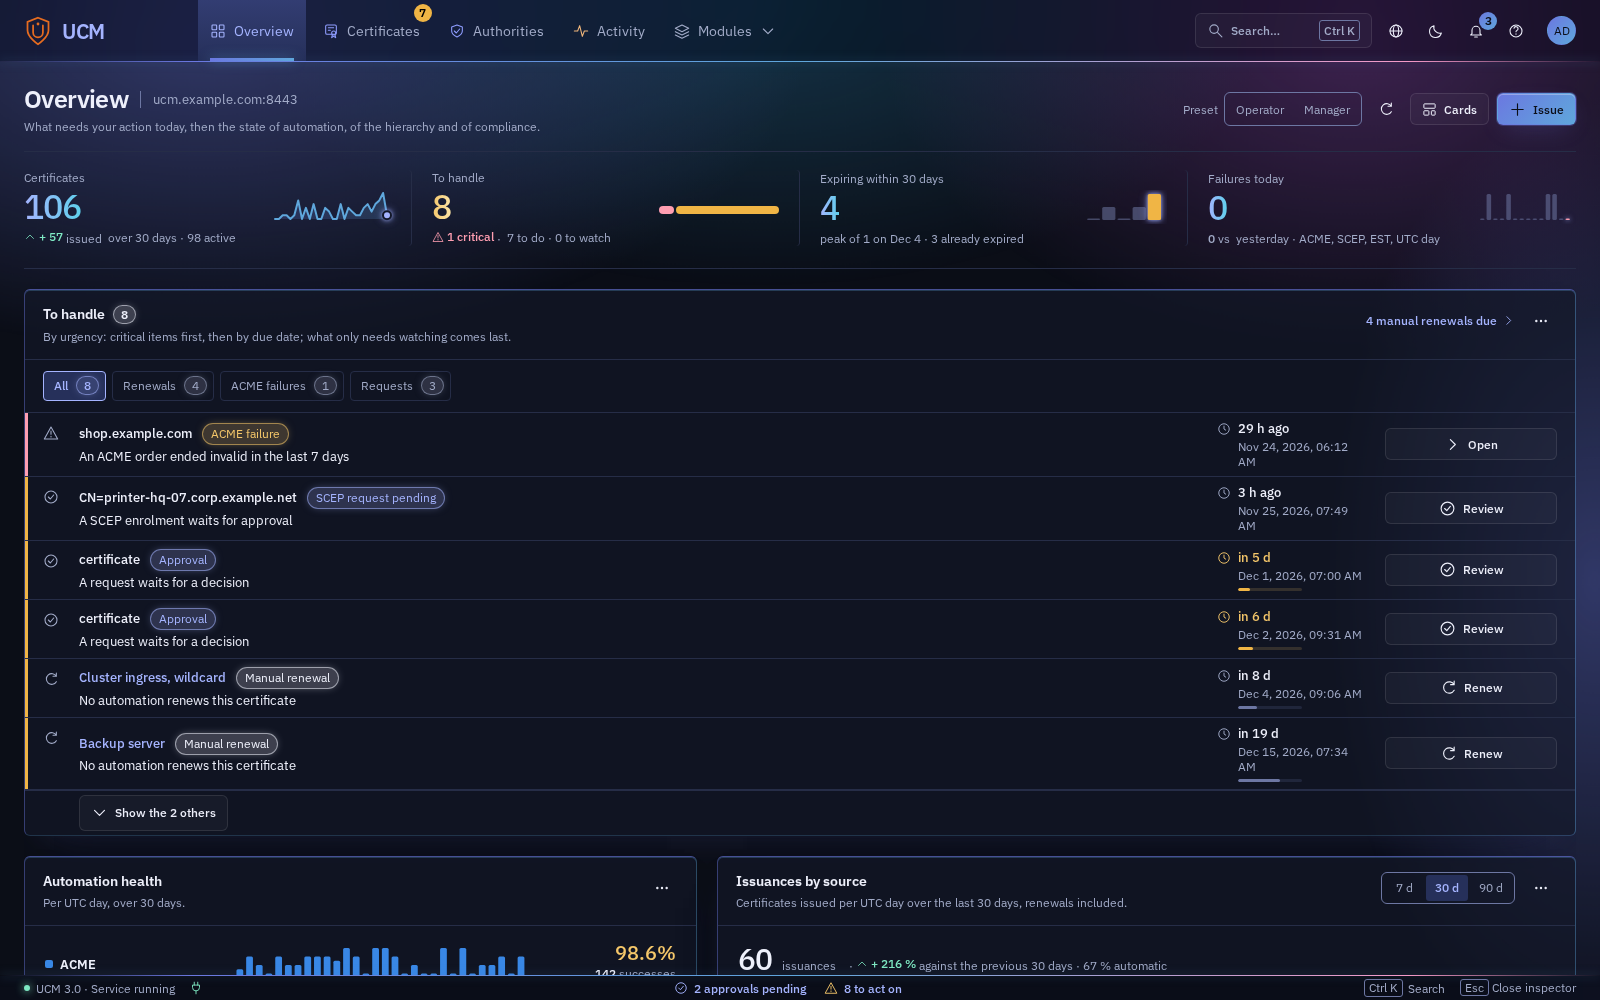 UCM
Overview
Certificates
7
Authorities
Activity
Modules
Search...
Ctrl K
3
AD
Overview
ucm.example.com:8443
What needs your action today, then the state of automation, of the hierarchy and of compliance.
Preset
Operator
Manager
Cards
Issue
Certificates
106
+ 57 issued over 30 days · 98 active
To handle
8
1 critical · 7 to do · 0 to watch
Expiring within 30 days
4
peak of 1 on Dec 4 · 3 already expired
Failures today
0
0 vs yesterday · ACME, SCEP, EST, UTC day
To handle 8
By urgency: critical items first, then by due date; what only needs watching comes last.
4 manual renewals due
All 8
Renewals 4
ACME failures 1
Requests 3
shop.example.com ACME failure
An ACME order ended invalid in the last 7 days
29 h ago
Nov 24, 2026, 06:12
AM
Open
CN=printer-hq-07.corp.example.net SCEP request pending
A SCEP enrolment waits for approval
3 h ago
Nov 25, 2026, 07:49
AM
Review
certificate Approval
A request waits for a decision
in 5 d
Dec 1, 2026, 07:00 AM
Review
certificate Approval
A request waits for a decision
in 6 d
Dec 2, 2026, 09:31 AM
Review
Cluster ingress, wildcard Manual renewal
No automation renews this certificate
in 8 d
Dec 4, 2026, 09:06 AM
Renew
Backup server Manual renewal
No automation renews this certificate
in 19 d
Dec 15, 2026, 07:34
AM
Renew
Show the 2 others
Automation health
Per UTC day, over 30 days.
ACME
98.6%
142 successes
Issuances by source
Certificates issued per UTC day over the last 30 days, renewals included.
7 d
30 d
90 d
60 issuances · + 216 % against the previous 30 days · 67 % automatic
UCM 3.0 · Service running
2 approvals pending
8 to act on
Ctrl K Search
Esc Close inspector